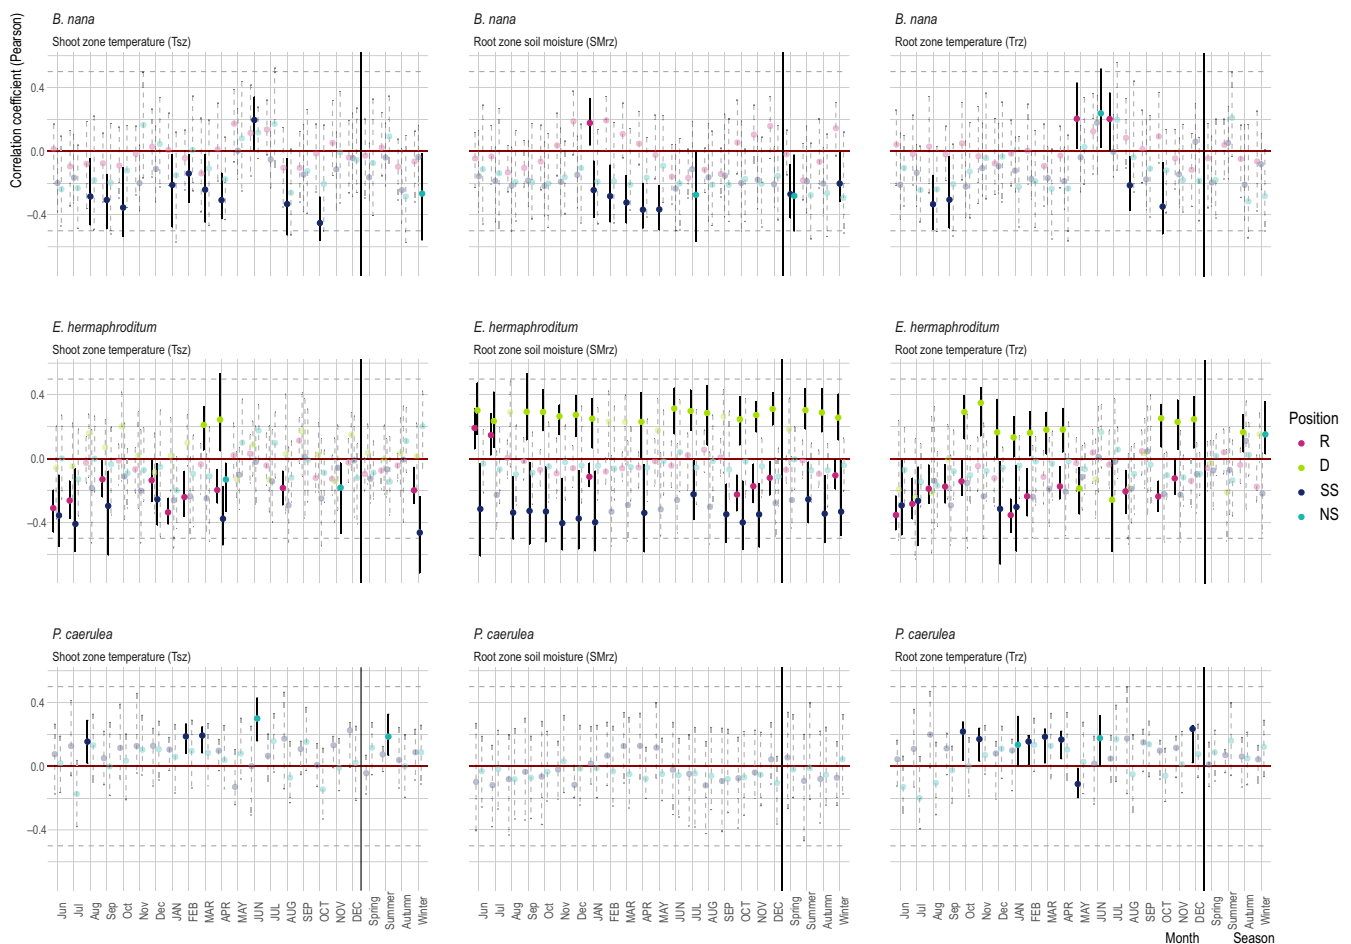 B. nana
Shoot zone temperature (Tsz)
B. nana
Root zone soil moisture (SMrz)
B. nana
Root zone temperature (Trz)
Correlation coefficient (Pearson)
0.4
0.0
−0.4
E. hermaphroditum
Shoot zone temperature (Tsz)
E. hermaphroditum
Root zone soil moisture (SMrz)
E. hermaphroditum
Root zone temperature (Trz)
0.4
0.0
−0.4
Position
R
D
SS
NS
P. caerulea
Shoot zone temperature (Tsz)
P. caerulea
Root zone soil moisture (SMrz)
P. caerulea
Root zone temperature (Trz)
0.4
0.0
−0.4
Jun
Jul
Aug
Sep
Oct
Nov
Dec
JAN
FEB
MAR
APR
MAY
JUN
JUL
AUG
SEP
OCT
NOV
DEC
Spring
Summer
Autumn
Winter
Jun
Jul
Aug
Sep
Oct
Nov
Dec
JAN
FEB
MAR
APR
MAY
JUN
JUL
AUG
SEP
OCT
NOV
DEC
Spring
Summer
Autumn
Winter
Jun
Jul
Aug
Sep
Oct
Nov
Dec
JAN
FEB
MAR
APR
MAY
JUN
JUL
AUG
SEP
OCT
NOV
DEC
Spring
Summer
Autumn
Winter
Month
Season